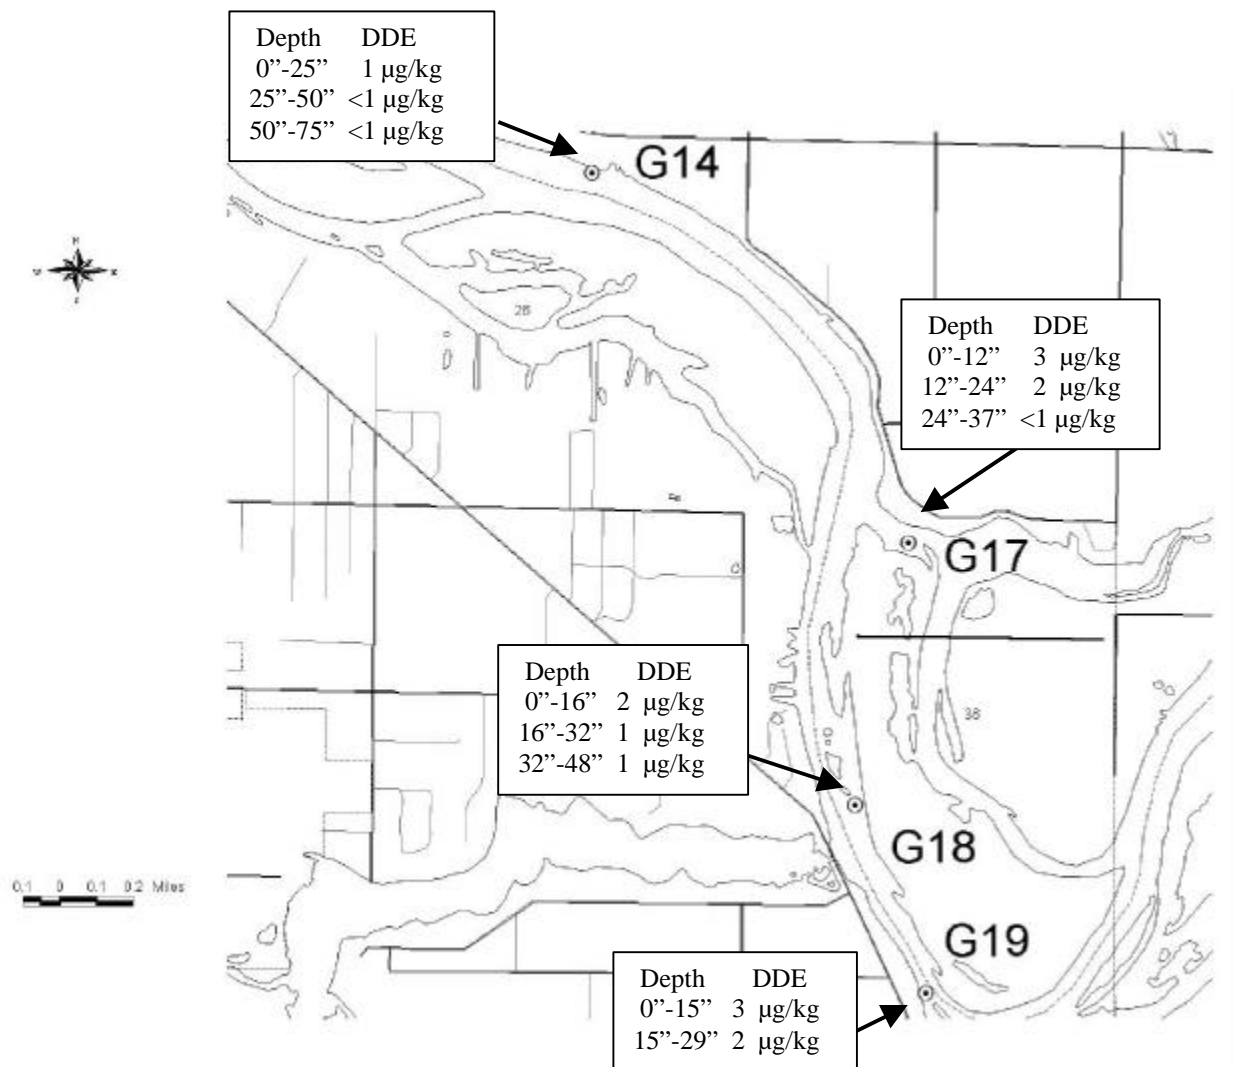 Depth DDE
0”-25” 1 µg/kg
25”-50” <1 µg/kg
50”-75” <1 µg/kg
G14
N
W E
S
26
Depth DDE
0”-12” 3 µg/kg
12”-24” 2 µg/kg
24”-37” <1 µg/kg
G17
Depth DDE
0”-16” 2 µg/kg
16”-32” 1 µg/kg
32”-48” 1 µg/kg
36
G18
0.1 0 0.1 0.2 Miles
G19
Depth DDE
0”-15” 3 µg/kg
15”-29” 2 µg/kg